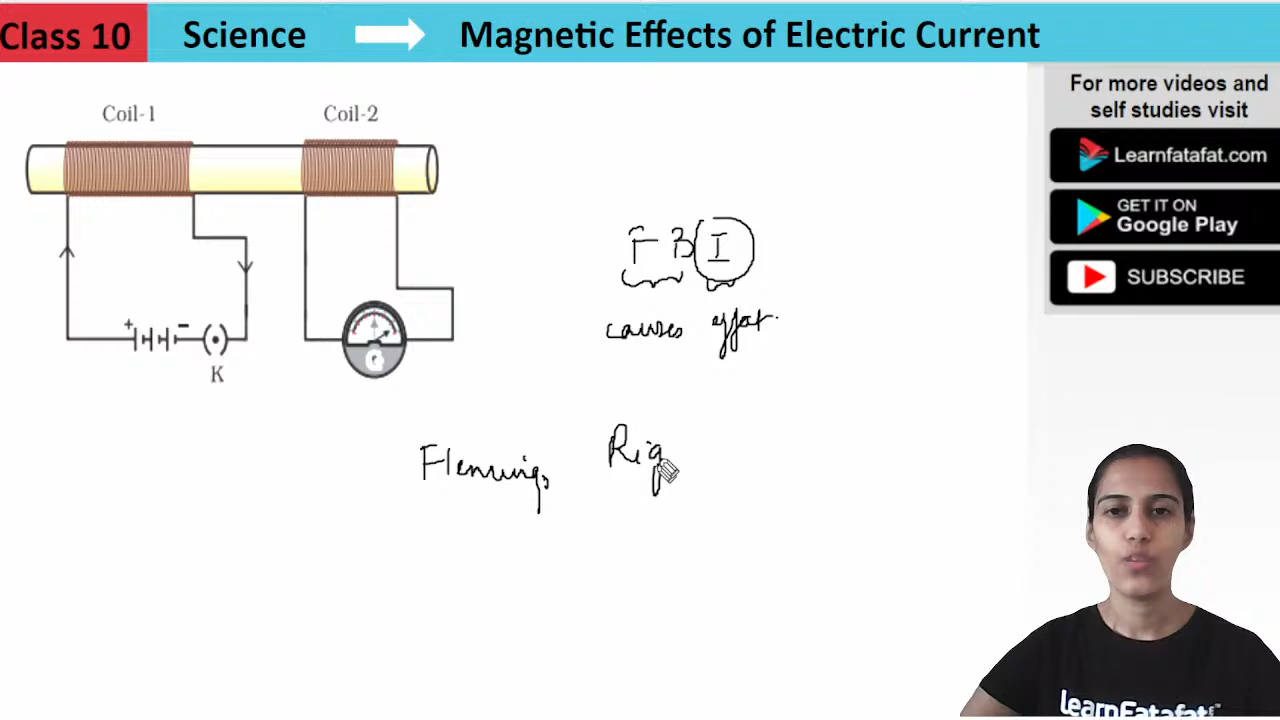 Class 10 Science Magnetic Effects of Electric Current
For more videos and
self studies visit
Learnfatafat.com
GET IT ON
Google Play
SUBSCRIBE
Coil-1 Coil-2
+ −
K
G
F B I
causes effect.
Fleming's Rig
learnFatafat